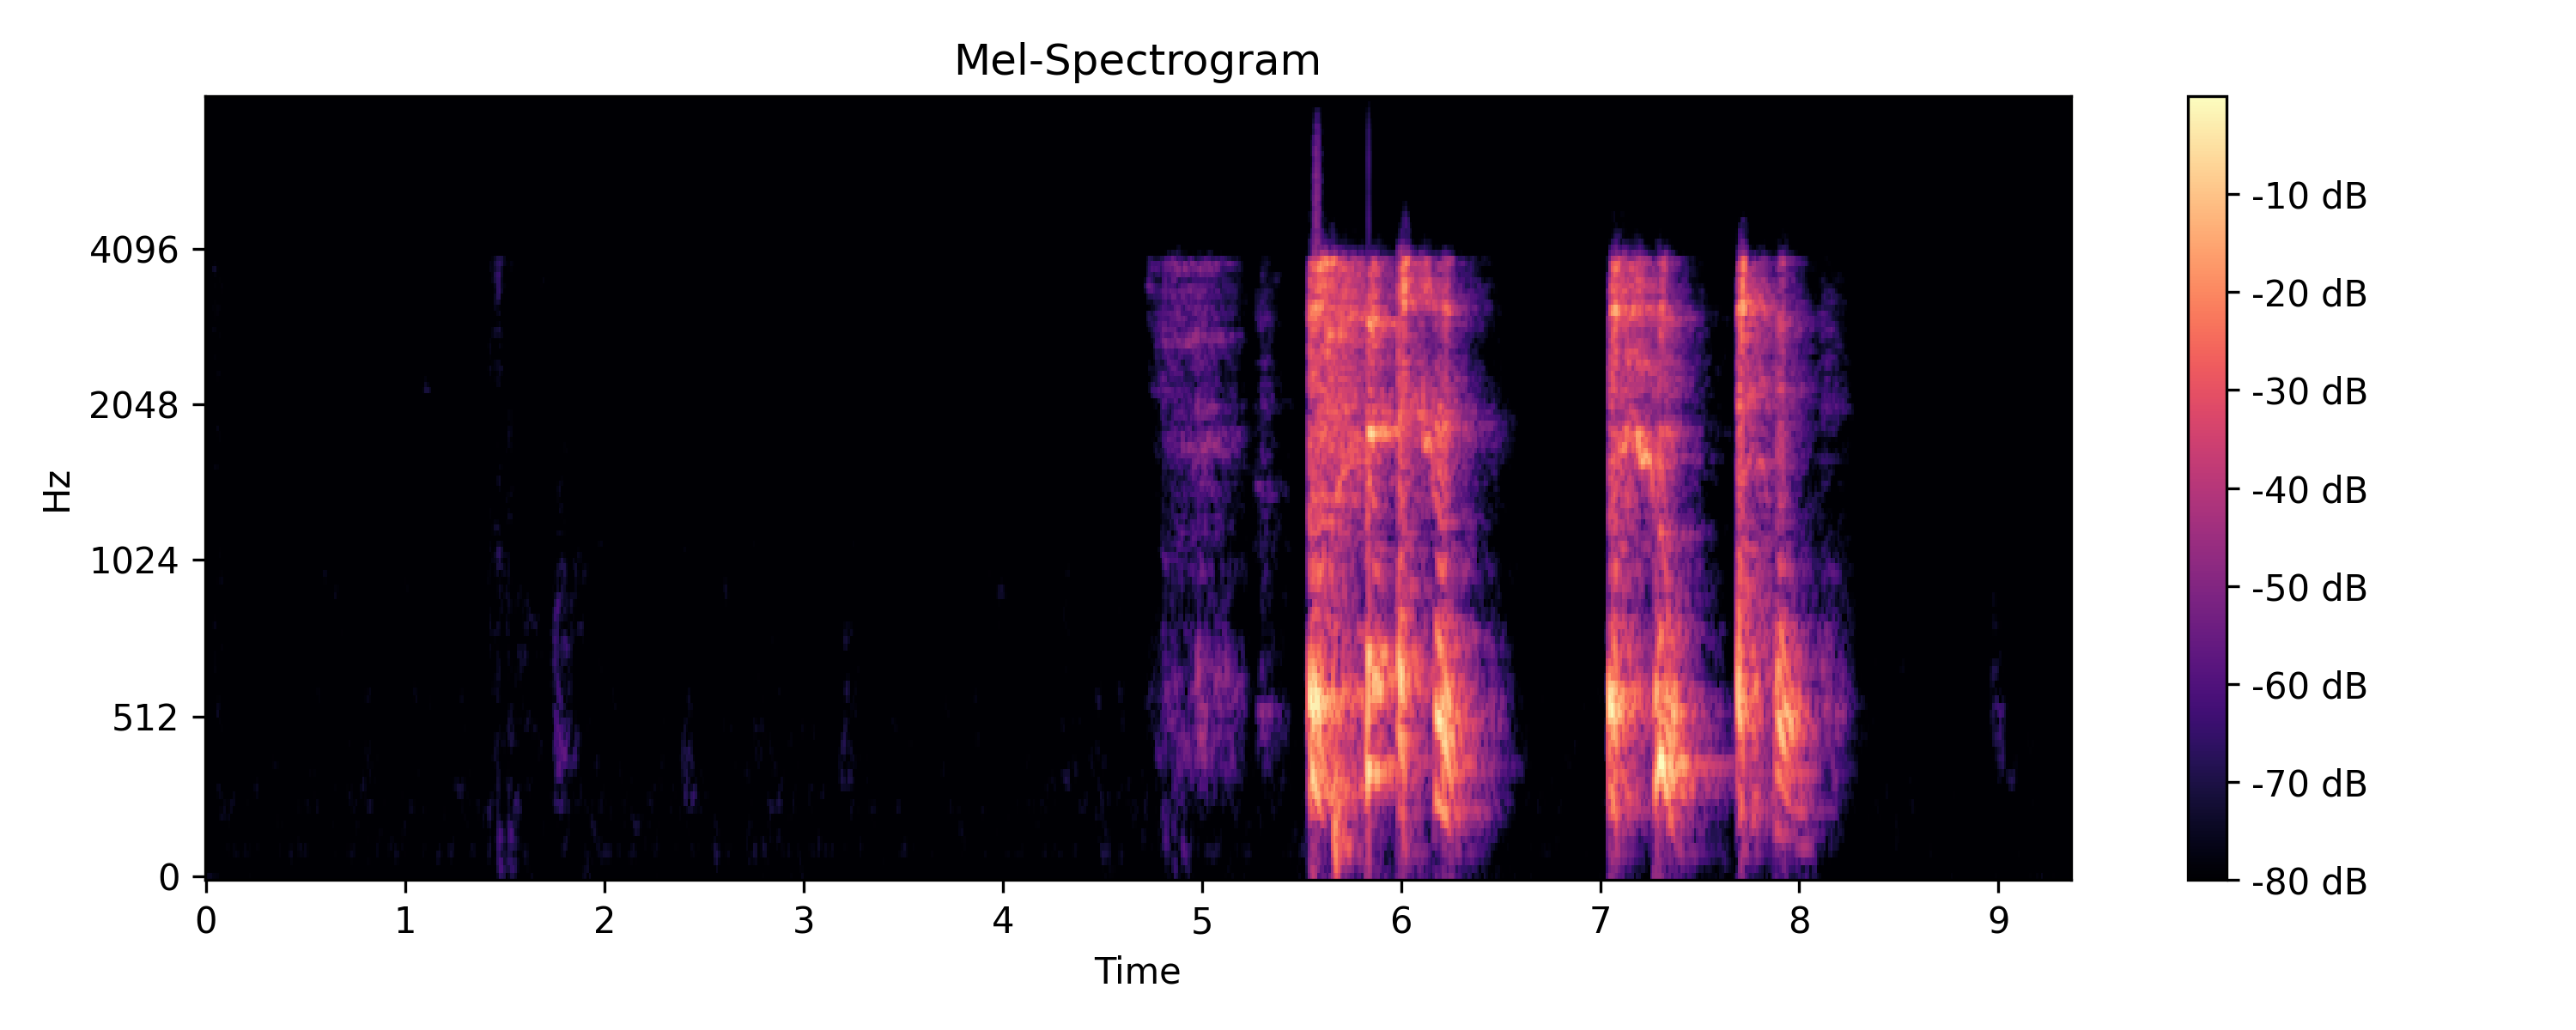 Mel-Spectrogram
Hz
4096
2048
1024
512
0
0 1 2 3 4 5 6 7 8 9
Time
-10 dB
-20 dB
-30 dB
-40 dB
-50 dB
-60 dB
-70 dB
-80 dB